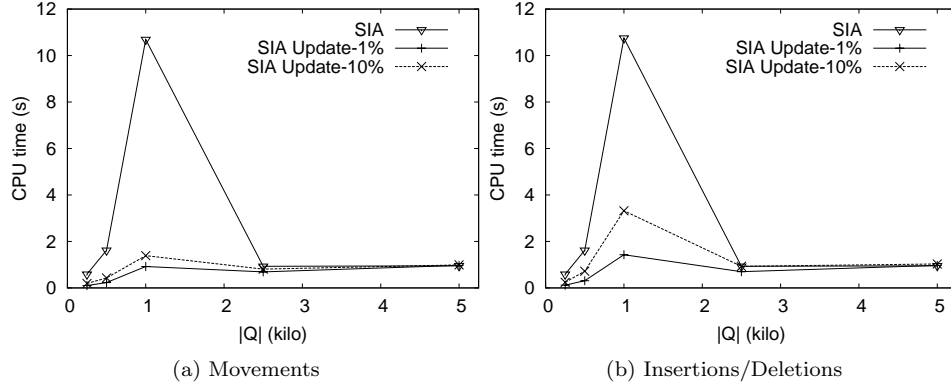 12
10
8
6
4
2
0
CPU time (s)
0 1 2 3 4 5
|Q| (kilo)
SIA
SIA Update-1%
SIA Update-10%
(a) Movements
12
10
8
6
4
2
0
CPU time (s)
0 1 2 3 4 5
|Q| (kilo)
SIA
SIA Update-1%
SIA Update-10%
(b) Insertions/Deletions